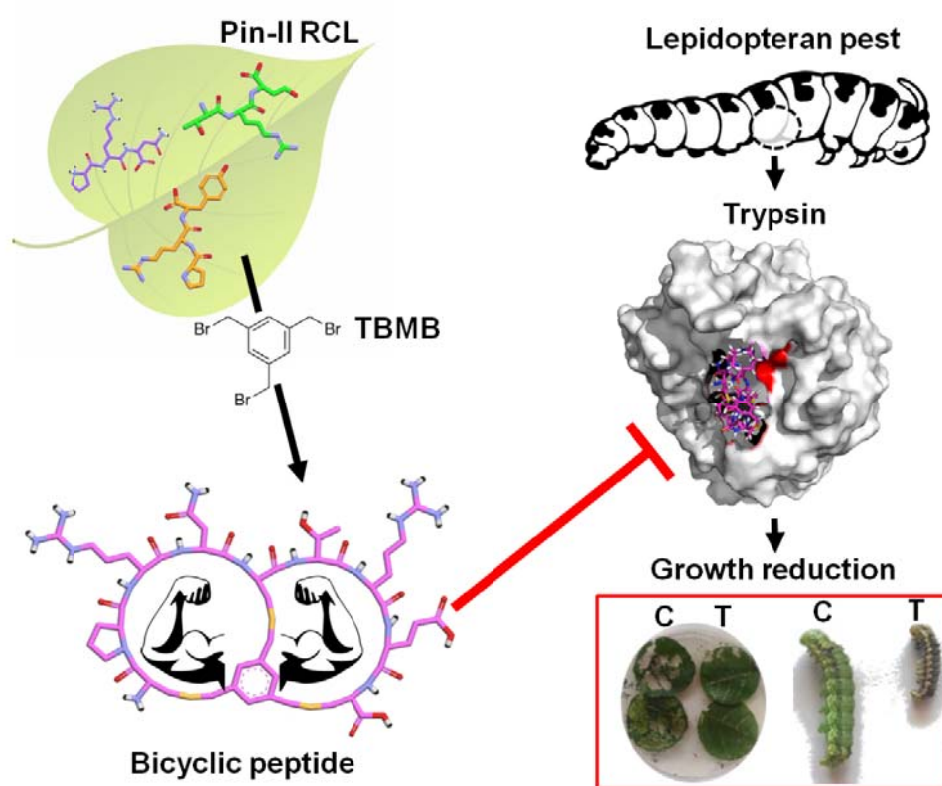 Pin-II RCL
Br
Br
TBMB
Br
Bicyclic peptide
Lepidopteran pest
Trypsin
Growth reduction
C T C T